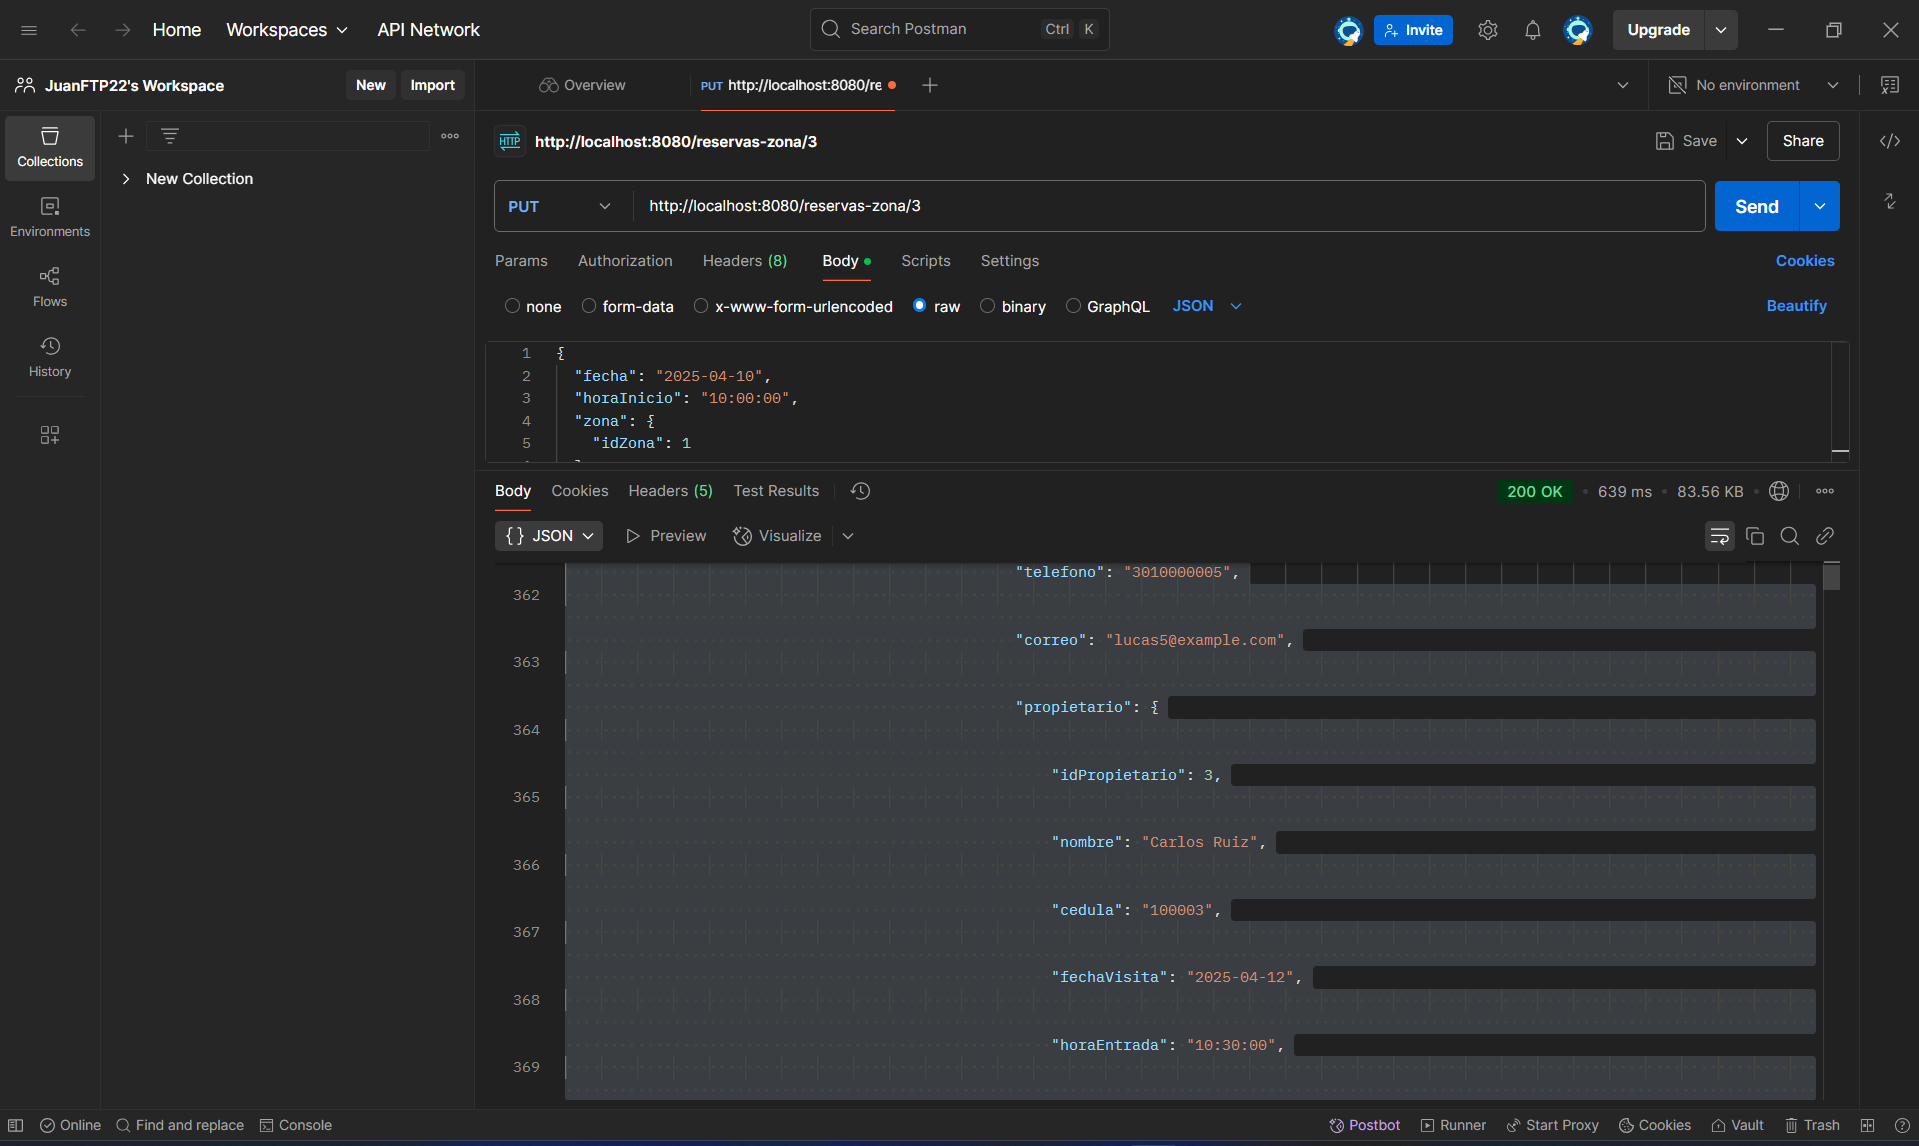 Home
Workspaces
API Network
Search Postman
Ctrl
K
Invite
Upgrade
JuanFTP22's Workspace
New
Import
Overview
PUT http://localhost:8080/re
No environment
Collections
New Collection
Environments
Flows
History
HTTP
http://localhost:8080/reservas-zona/3
Save
Share
PUT
http://localhost:8080/reservas-zona/3
Send
Params
Authorization
Headers (8)
Body
Scripts
Settings
Cookies
none
form-data
x-www-form-urlencoded
raw
binary
GraphQL
JSON
Beautify
1 {
2 "fecha": "2025-04-10",
3 "horaInicio": "10:00:00",
4 "zona": {
5 "idZona": 1
Body
Cookies
Headers (5)
Test Results
200 OK
639 ms
83.56 KB
{} JSON
Preview
Visualize
"telefono": "3010000005",
362
"correo": "lucas5@example.com",
363
"propietario": {
364
"idPropietario": 3,
365
"nombre": "Carlos Ruiz",
366
"cedula": "100003",
367
"fechaVisita": "2025-04-12",
368
"horaEntrada": "10:30:00",
369
Online
Find and replace
Console
Postbot
Runner
Start Proxy
Cookies
Vault
Trash